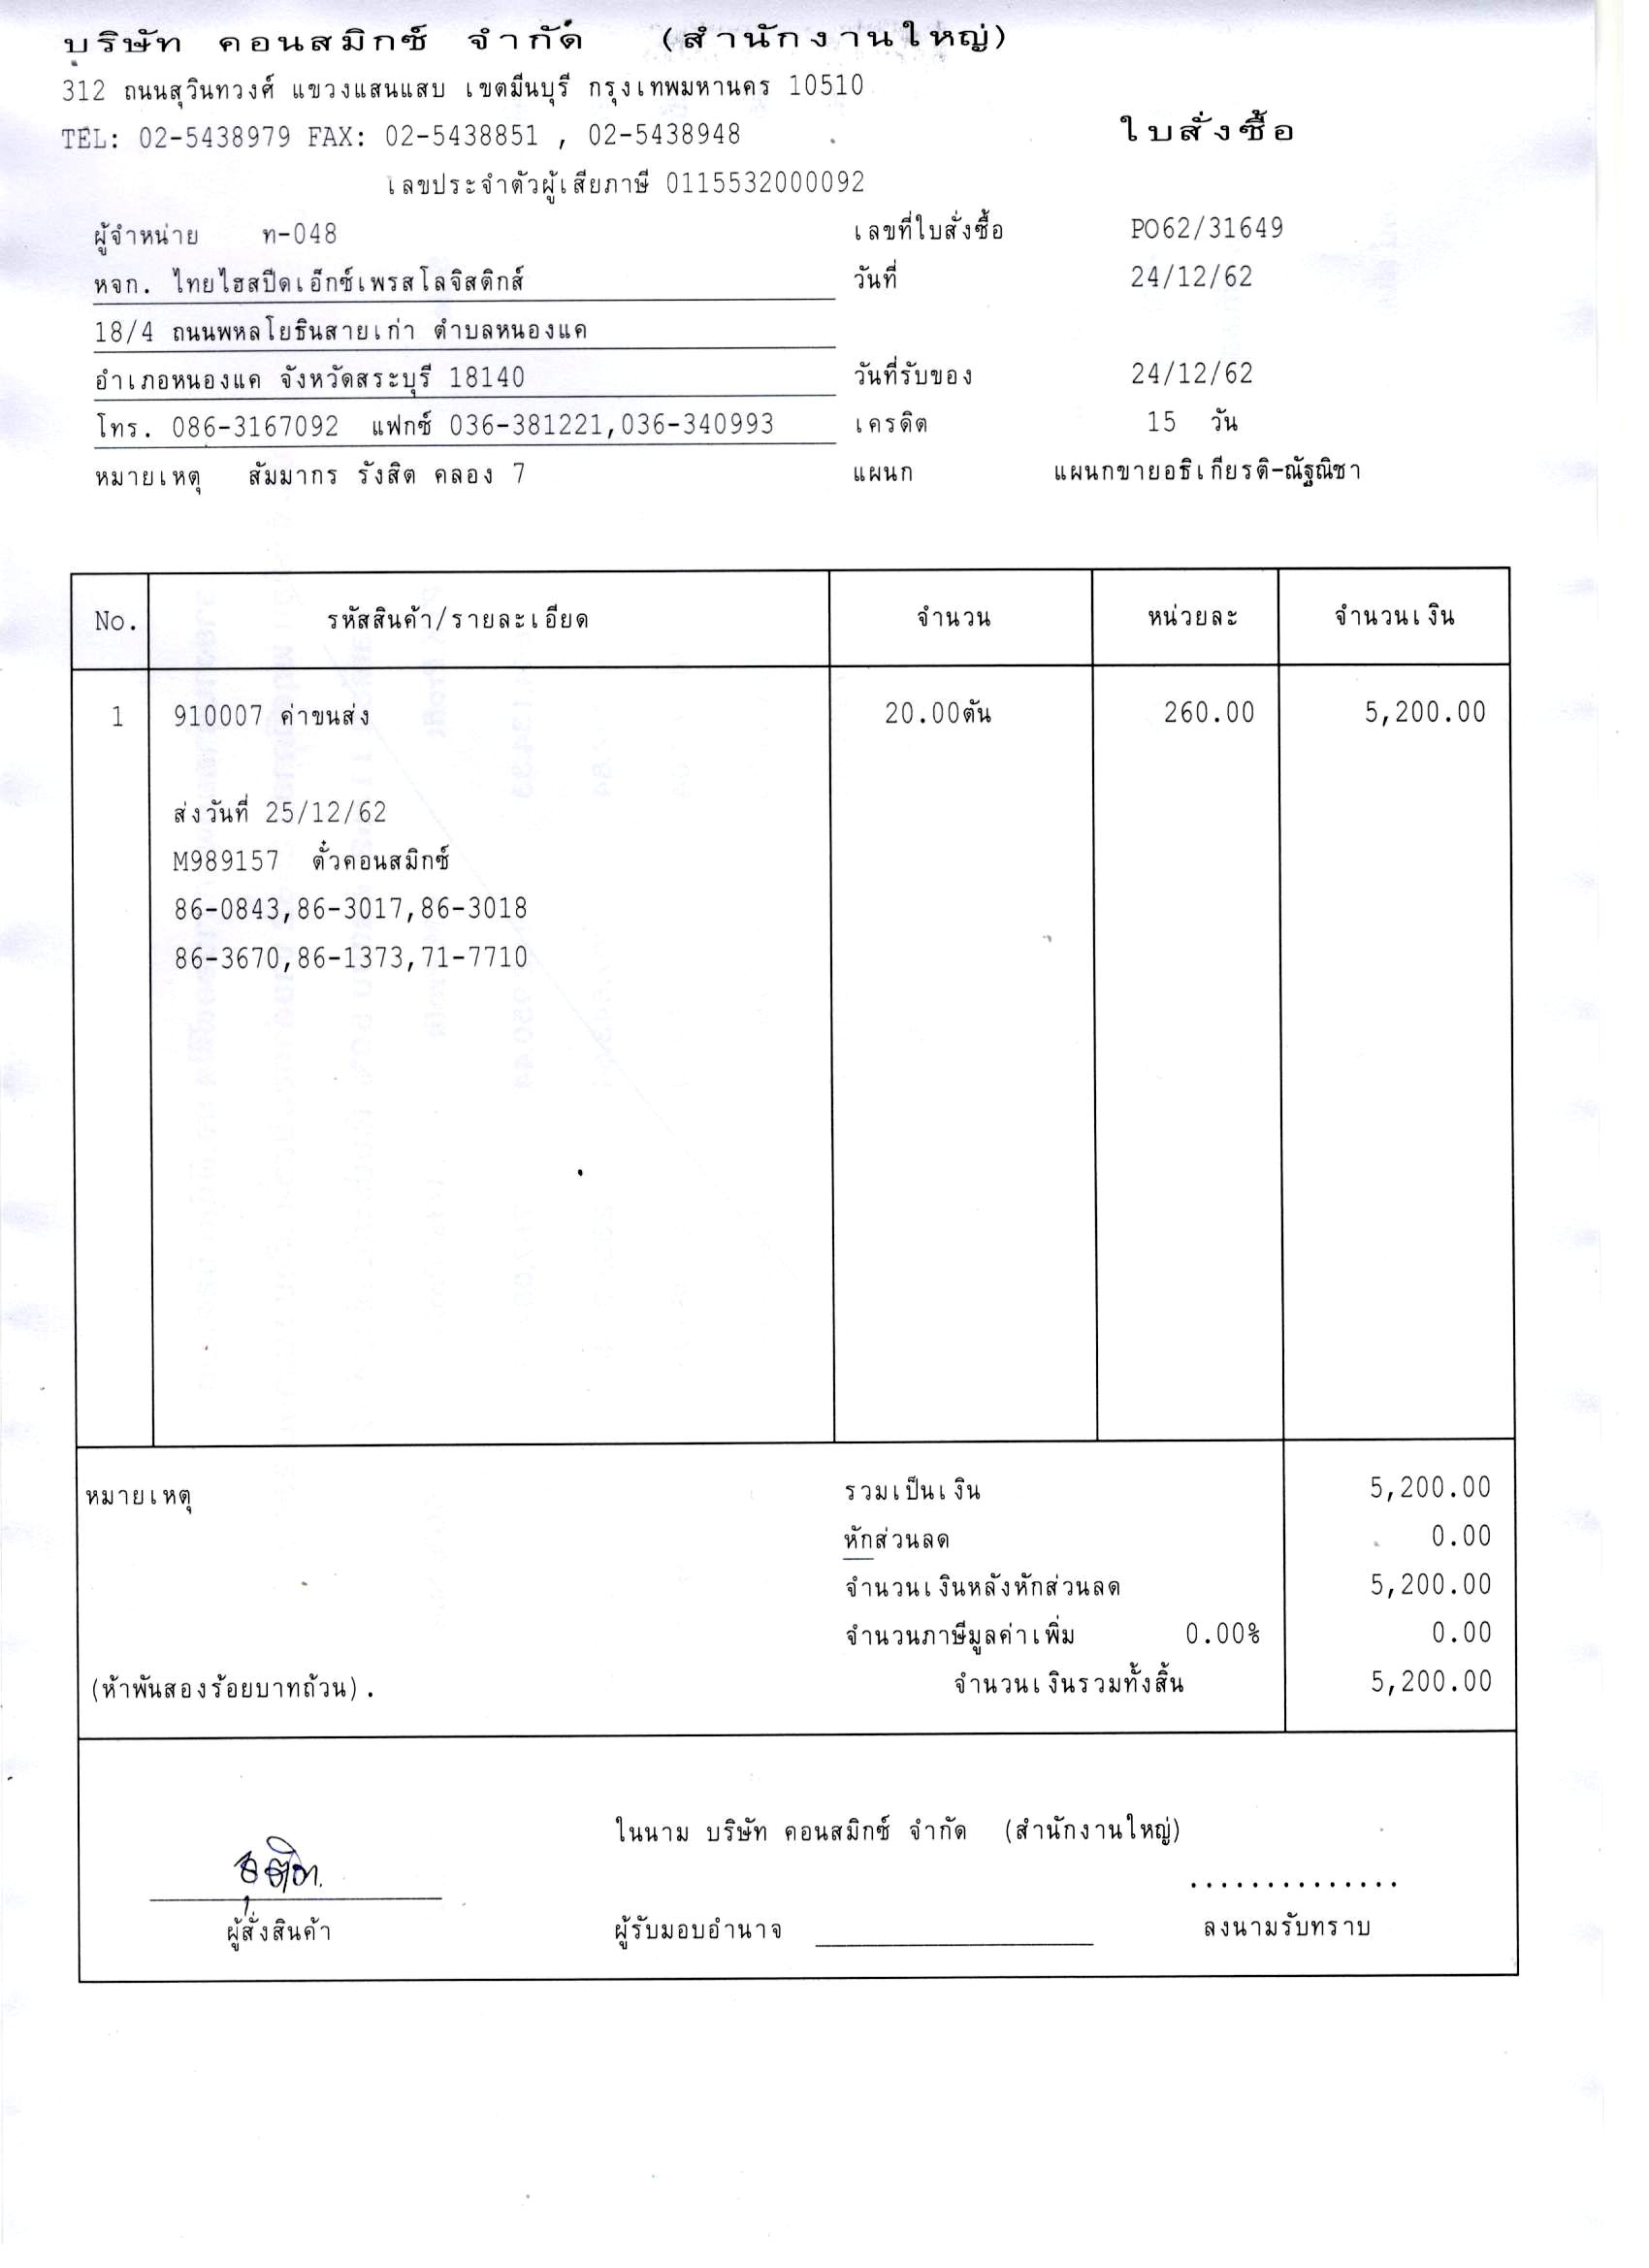 บริษัท คอนสมิกซ์ จำกัด (สำนักงานใหญ่)
312 ถนนสุวินทวงศ์ แขวงแสนแสบ เขตมีนบุรี กรุงเทพมหานคร 10510
TEL: 02-5438979 FAX: 02-5438851 , 02-5438948
ใบสั่งซื้อ
เลขประจำตัวผู้เสียภาษี 0115532000092
ผู้จำหน่าย ท-048 เลขที่ใบสั่งซื้อ PO62/31649
หจก. ไทยไฮสปีดเอ็กซ์เพรสโลจิสติกส์ วันที่ 24/12/62
18/4 ถนนพหลโยธินสายเก่า ตำบลหนองแค
อำเภอหนองแค จังหวัดสระบุรี 18140 วันที่รับของ 24/12/62
โทร. 086-3167092 แฟกซ์ 036-381221,036-340993 เครดิต 15 วัน
หมายเหตุ สัมมากร รังสิต คลอง 7 แผนก แผนกขายอธิเกียรติ-ณัฐณิชา
No. รหัสสินค้า/รายละเอียด จำนวน หน่วยละ จำนวนเงิน
1 910007 ค่าขนส่ง 20.00ตัน 260.00 5,200.00
ส่งวันที่ 25/12/62
M989157 ตั๋วคอนสมิกซ์
86-0843,86-3017,86-3018
86-3670,86-1373,71-7710
หมายเหตุ รวมเป็นเงิน 5,200.00
หักส่วนลด 0.00
จำนวนเงินหลังหักส่วนลด 5,200.00
จำนวนภาษีมูลค่าเพิ่ม 0.00% 0.00
(ห้าพันสองร้อยบาทถ้วน). จำนวนเงินรวมทั้งสิ้น 5,200.00
ในนาม บริษัท คอนสมิกซ์ จำกัด (สำนักงานใหญ่)
..............
ผู้สั่งสินค้า ผู้รับมอบอำนาจ ลงนามรับทราบ